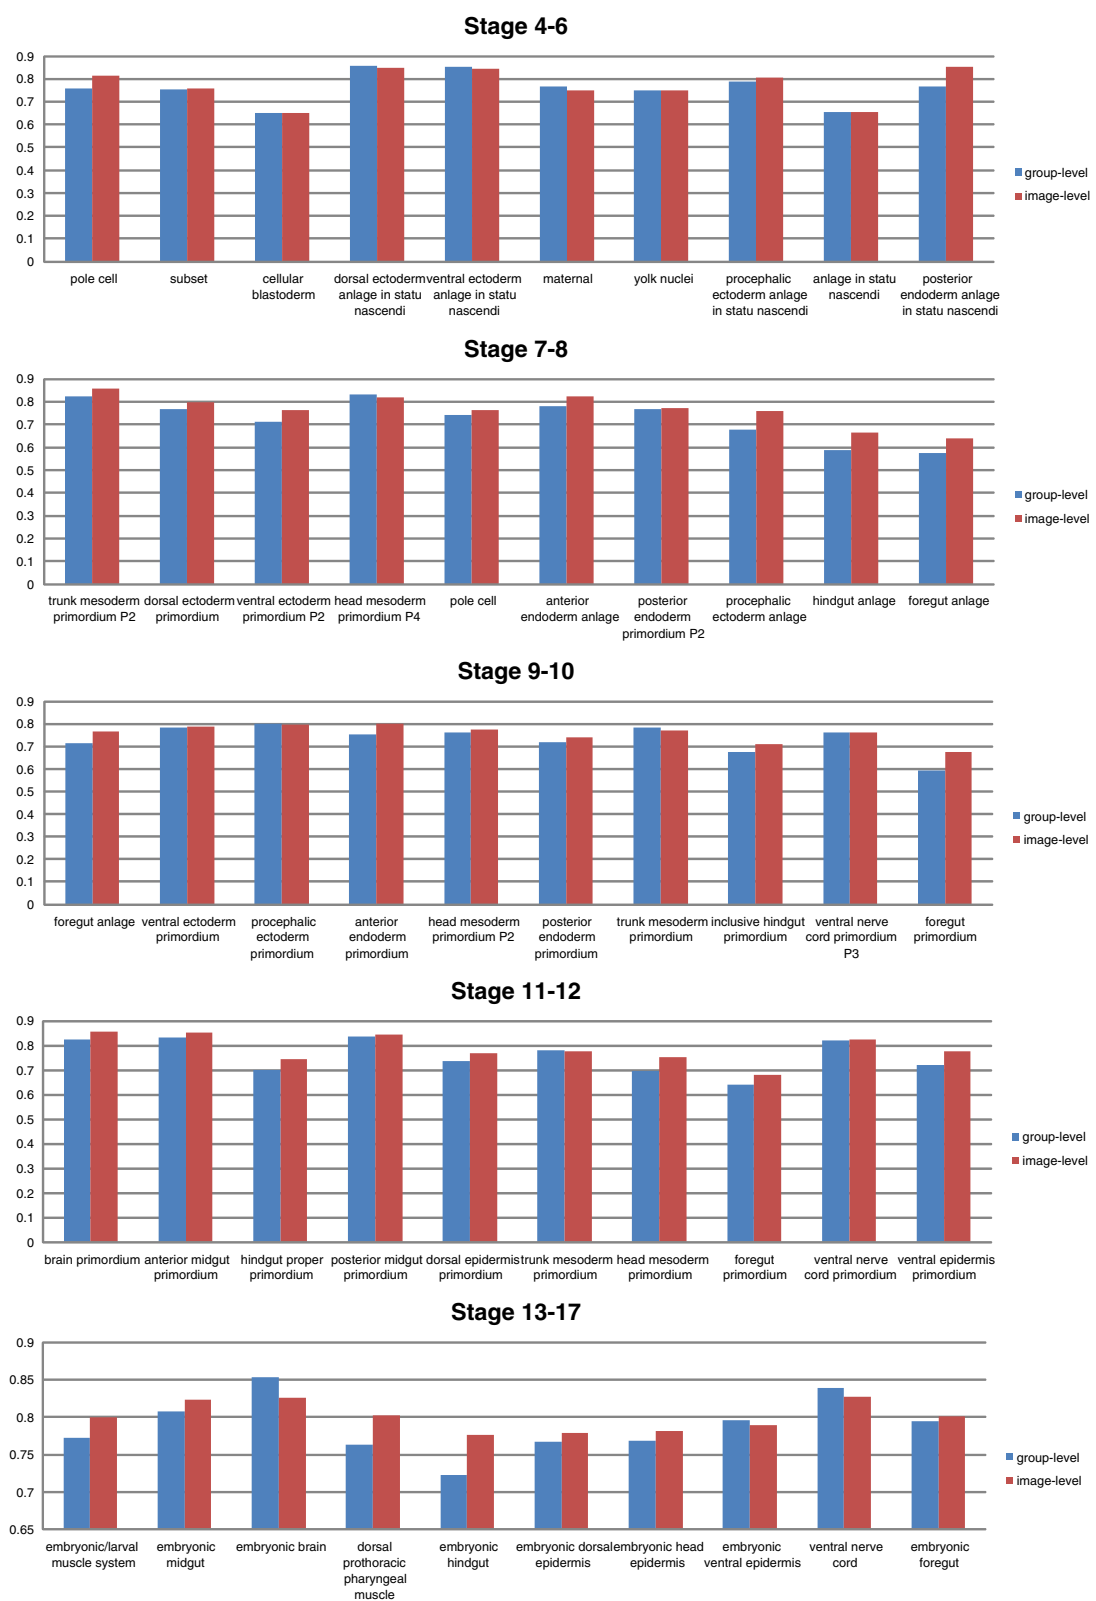 Stage 4-6
0.9
0.8
0.7
0.6
0.5
0.4
0.3
0.2
0.1
0
pole cell
subset
cellular
blastoderm
dorsal ectoderm
anlage in statu
nascendi
ventral ectoderm
anlage in statu
nascendi
maternal
yolk nuclei
procephalic
ectoderm anlage
in statu nascendi
anlage in statu
nascendi
posterior
endoderm anlage
in statu nascendi
group-level
image-level
Stage 7-8
0.9
0.8
0.7
0.6
0.5
0.4
0.3
0.2
0.1
0
trunk mesoderm
primordium P2
dorsal ectoderm
primordium
ventral ectoderm
primordium P2
head mesoderm
primordium P4
pole cell
anterior
endoderm anlage
posterior
endoderm
primordium P2
procephalic
ectoderm anlage
hindgut anlage
foregut anlage
group-level
image-level
Stage 9-10
0.9
0.8
0.7
0.6
0.5
0.4
0.3
0.2
0.1
0
foregut anlage
ventral ectoderm
primordium
procephalic
ectoderm
primordium
anterior
endoderm
primordium
head mesoderm
primordium P2
posterior
endoderm
primordium
trunk mesoderm
primordium
inclusive hindgut
primordium
ventral nerve
cord primordium
P3
foregut
primordium
group-level
image-level
Stage 11-12
0.9
0.8
0.7
0.6
0.5
0.4
0.3
0.2
0.1
0
brain primordium
anterior midgut
primordium
hindgut proper
primordium
posterior midgut
primordium
dorsal epidermis
primordium
trunk mesoderm
primordium
head mesoderm
primordium
foregut
primordium
ventral nerve
cord primordium
ventral epidermis
primordium
group-level
image-level
Stage 13-17
0.9
0.85
0.8
0.75
0.7
0.65
embryonic/larval
muscle system
embryonic
midgut
embryonic brain
dorsal
prothoracic
pharyngeal
muscle
embryonic
hindgut
embryonic dorsal
epidermis
embryonic head
epidermis
embryonic
ventral epidermis
ventral nerve
cord
embryonic
foregut
group-level
image-level